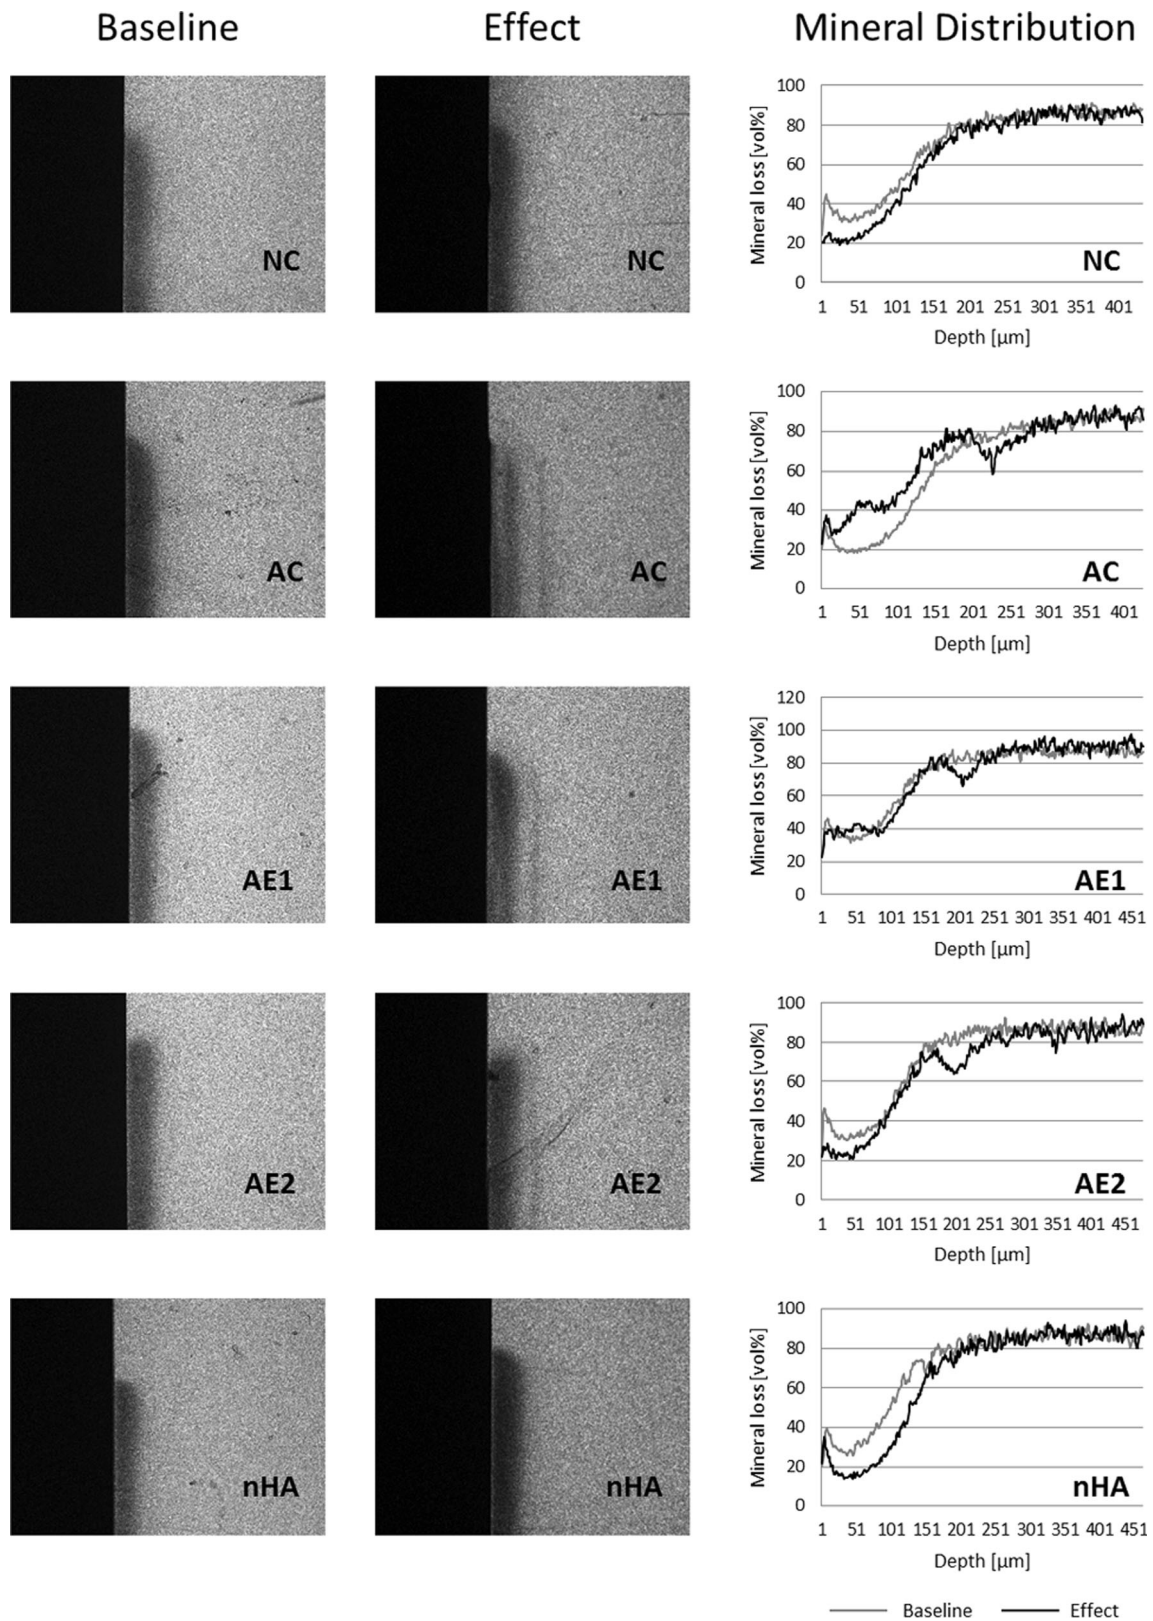 Baseline Effect Mineral Distribution
NC NC
Mineral loss [vol%]
100
80
60
40
20
0
NC
1 51 101 151 201 251 301 351 401
Depth [µm]
AC AC
Mineral loss [vol%]
100
80
60
40
20
0
AC
1 51 101 151 201 251 301 351 401
Depth [µm]
AE1 AE1
Mineral loss [vol%]
120
100
80
60
40
20
0
AE1
1 51 101 151 201 251 301 351 401 451
Depth [µm]
AE2 AE2
Mineral loss [vol%]
100
80
60
40
20
0
AE2
1 51 101 151 201 251 301 351 401 451
Depth [µm]
nHA nHA
Mineral loss [vol%]
100
80
60
40
20
0
nHA
1 51 101 151 201 251 301 351 401 451
Depth [µm]
Baseline Effect